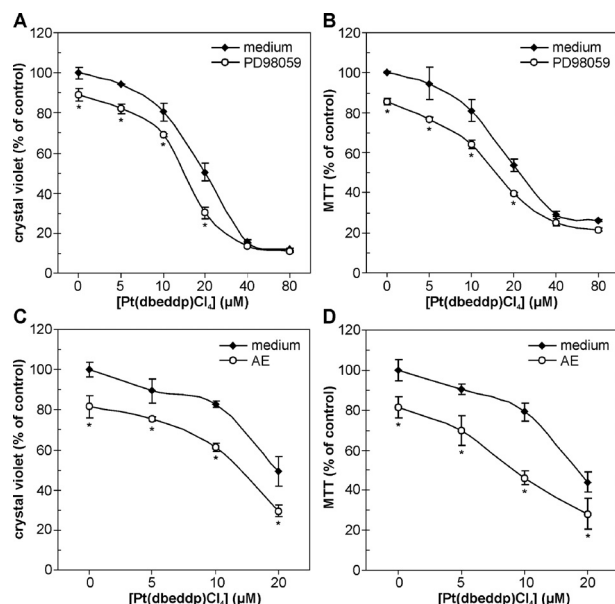 A
120
100
80
60
40
20
0
crystal violet (% of control)
medium
PD98059
*
*
*
*
0 5 10 20 40 80
[Pt(dbeddp)Cl₄] (μM)
B
120
100
80
60
40
20
0
MTT (% of control)
medium
PD98059
*
*
*
*
0 5 10 20 40 80
[Pt(dbeddp)Cl₄] (μM)
C
120
100
80
60
40
20
0
crystal violet (% of control)
medium
AE
*
*
*
*
0 5 10 20
[Pt(dbeddp)Cl₄] (μM)
D
120
100
80
60
40
20
0
MTT (% of control)
medium
AE
*
*
*
*
0 5 10 20
[Pt(dbeddp)Cl₄] (μM)